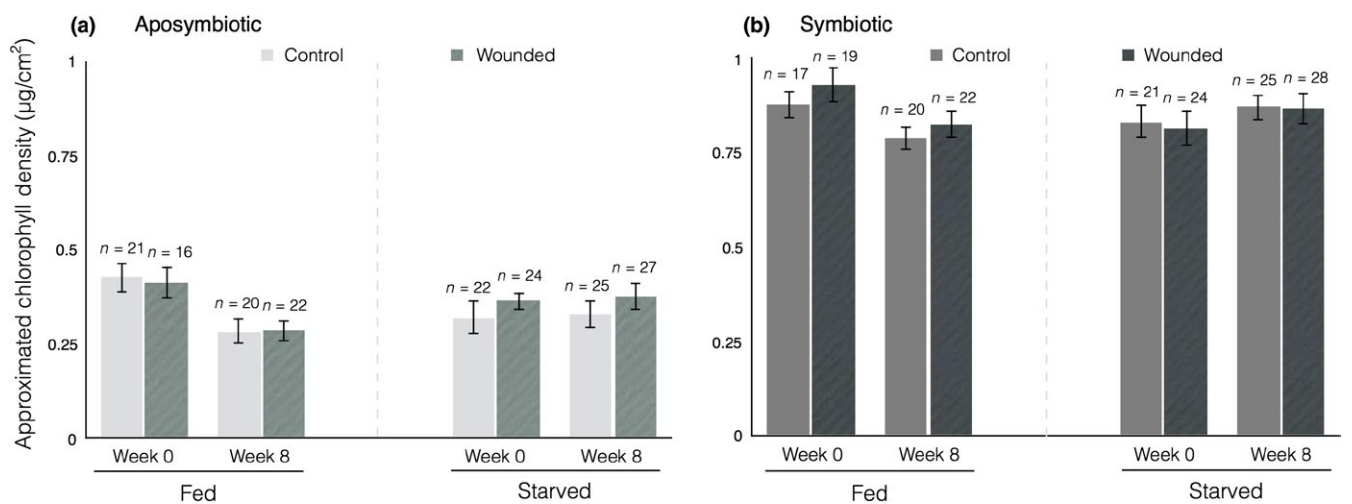 (a) Aposymbiotic
Control Wounded
Approximated chlorophyll density (µg/cm²)
1
0.75
0.5
0.25
0
n = 21 n = 16
n = 20 n = 22
n = 22 n = 24
n = 25 n = 27
Week 0 Week 8 Week 0 Week 8
Fed Starved
(b) Symbiotic
Control Wounded
1
0.75
0.5
0.25
0
n = 17 n = 19
n = 20 n = 22
n = 21 n = 24
n = 25 n = 28
Week 0 Week 8 Week 0 Week 8
Fed Starved